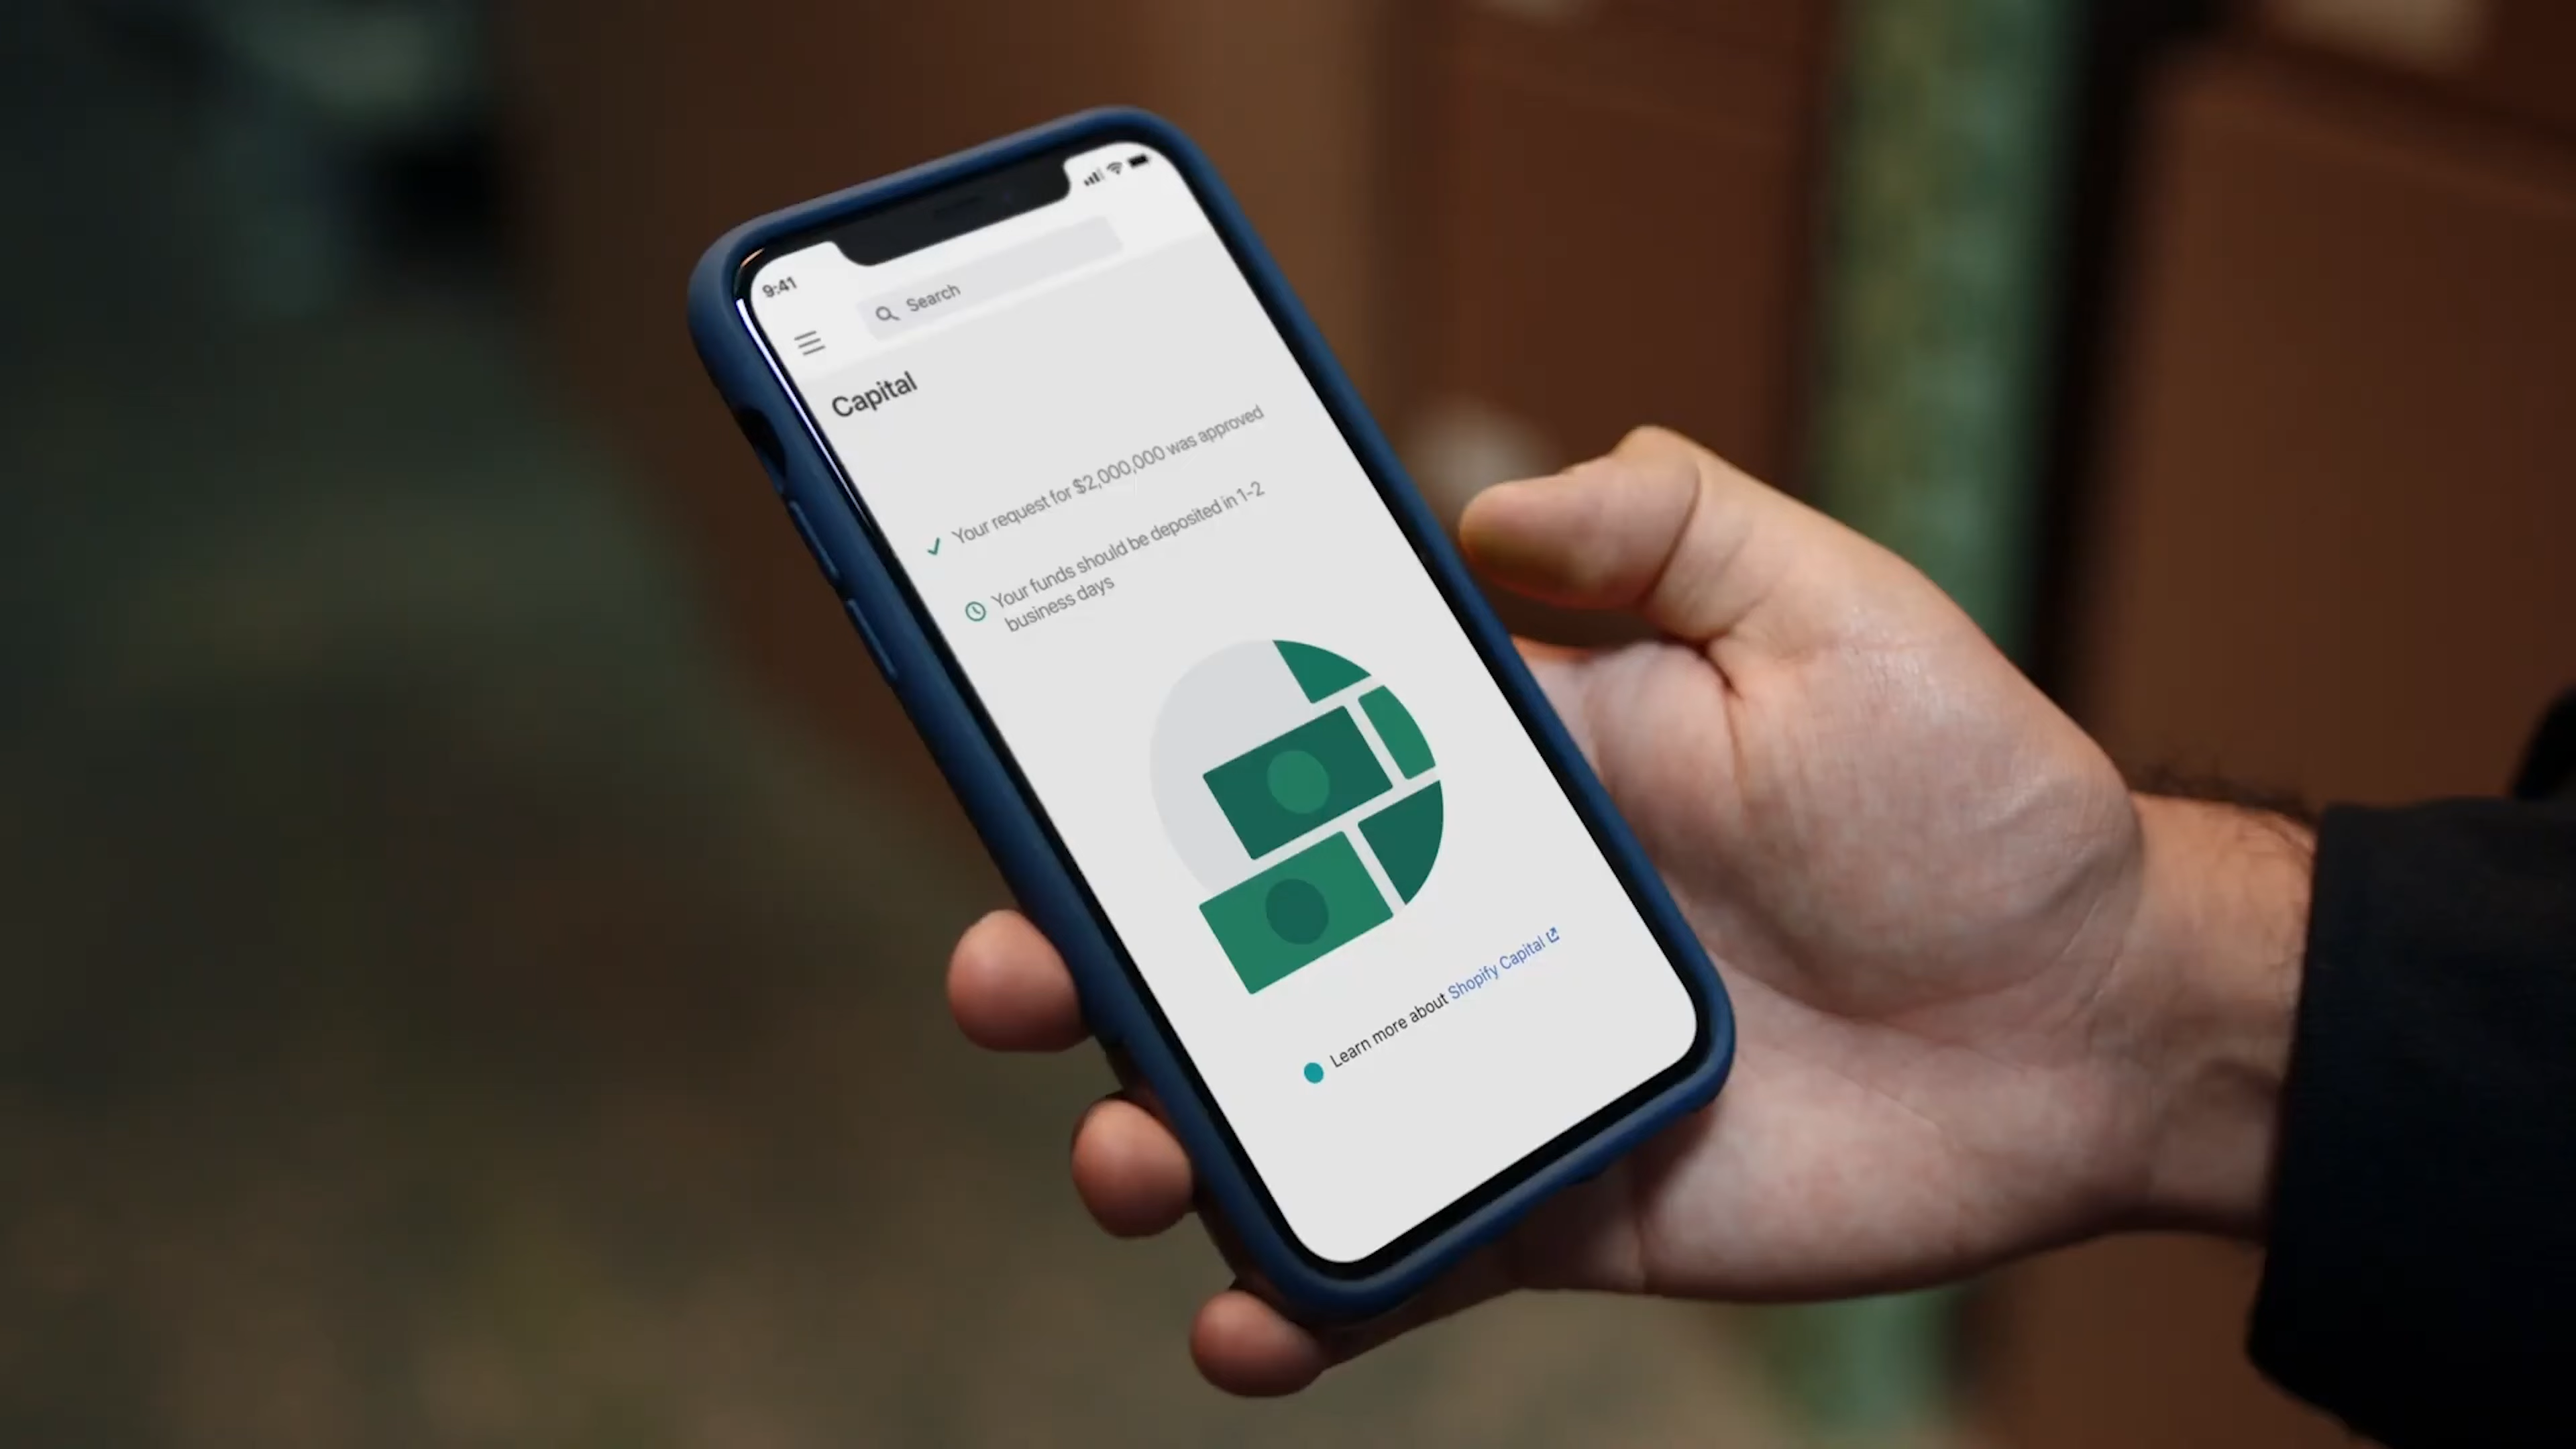 9:41
Search
Capital
Your request for $2,000,000 was approved
Your funds should be deposited in 1-2
business days
Learn more about Shopify Capital